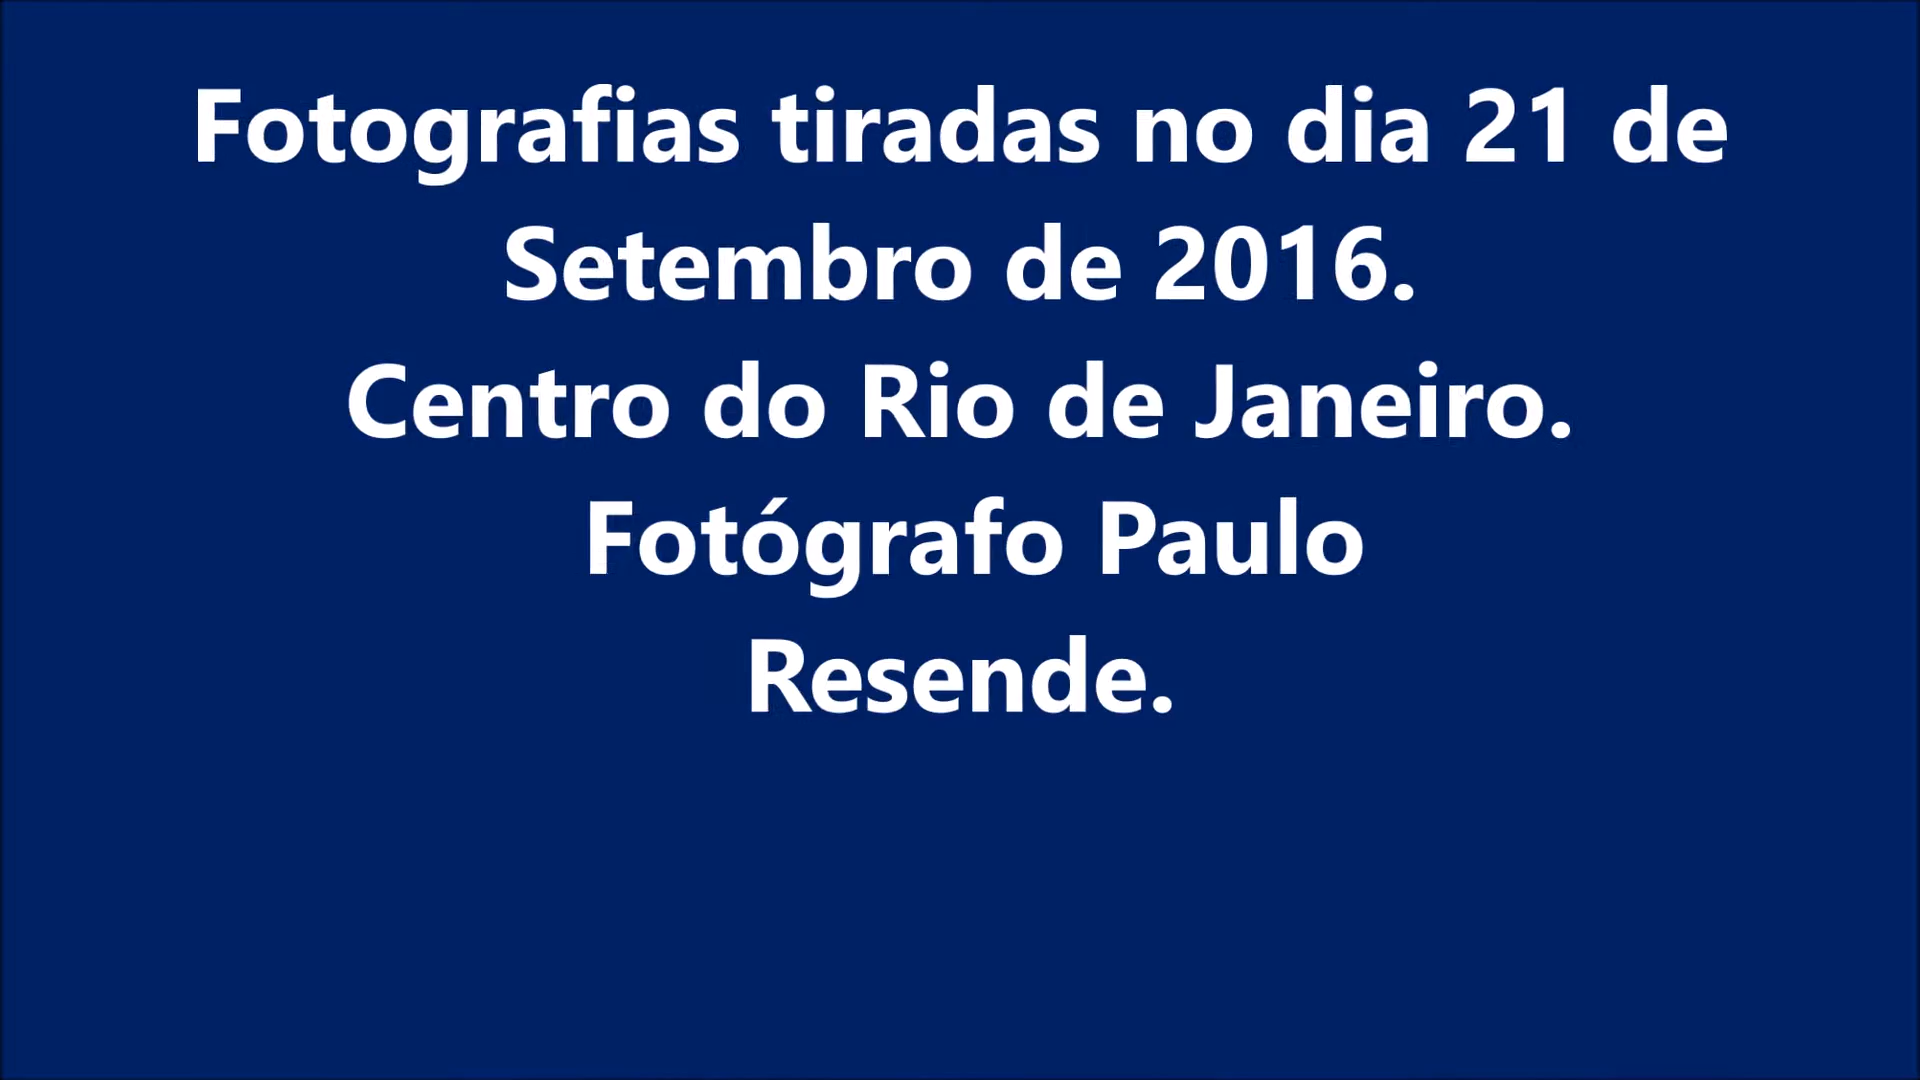 Fotografias tiradas no dia 21 de
Setembro de 2016.
Centro do Rio de Janeiro.
Fotógrafo Paulo
Resende.